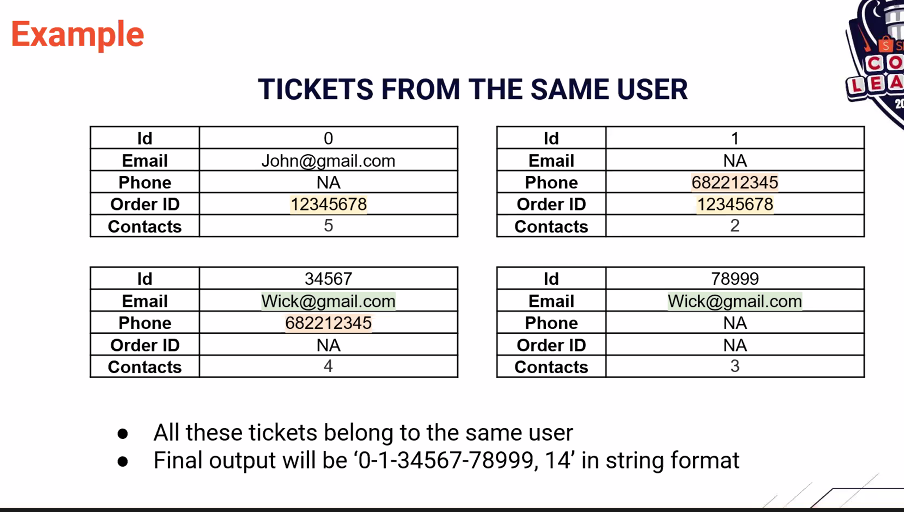 Example
TICKETS FROM THE SAME USER
Id 0
Email John@gmail.com
Phone NA
Order ID 12345678
Contacts 5
Id 1
Email NA
Phone 682212345
Order ID 12345678
Contacts 2
Id 34567
Email Wick@gmail.com
Phone 682212345
Order ID NA
Contacts 4
Id 78999
Email Wick@gmail.com
Phone NA
Order ID NA
Contacts 3
● All these tickets belong to the same user
● Final output will be ‘0-1-34567-78999, 14’ in string format